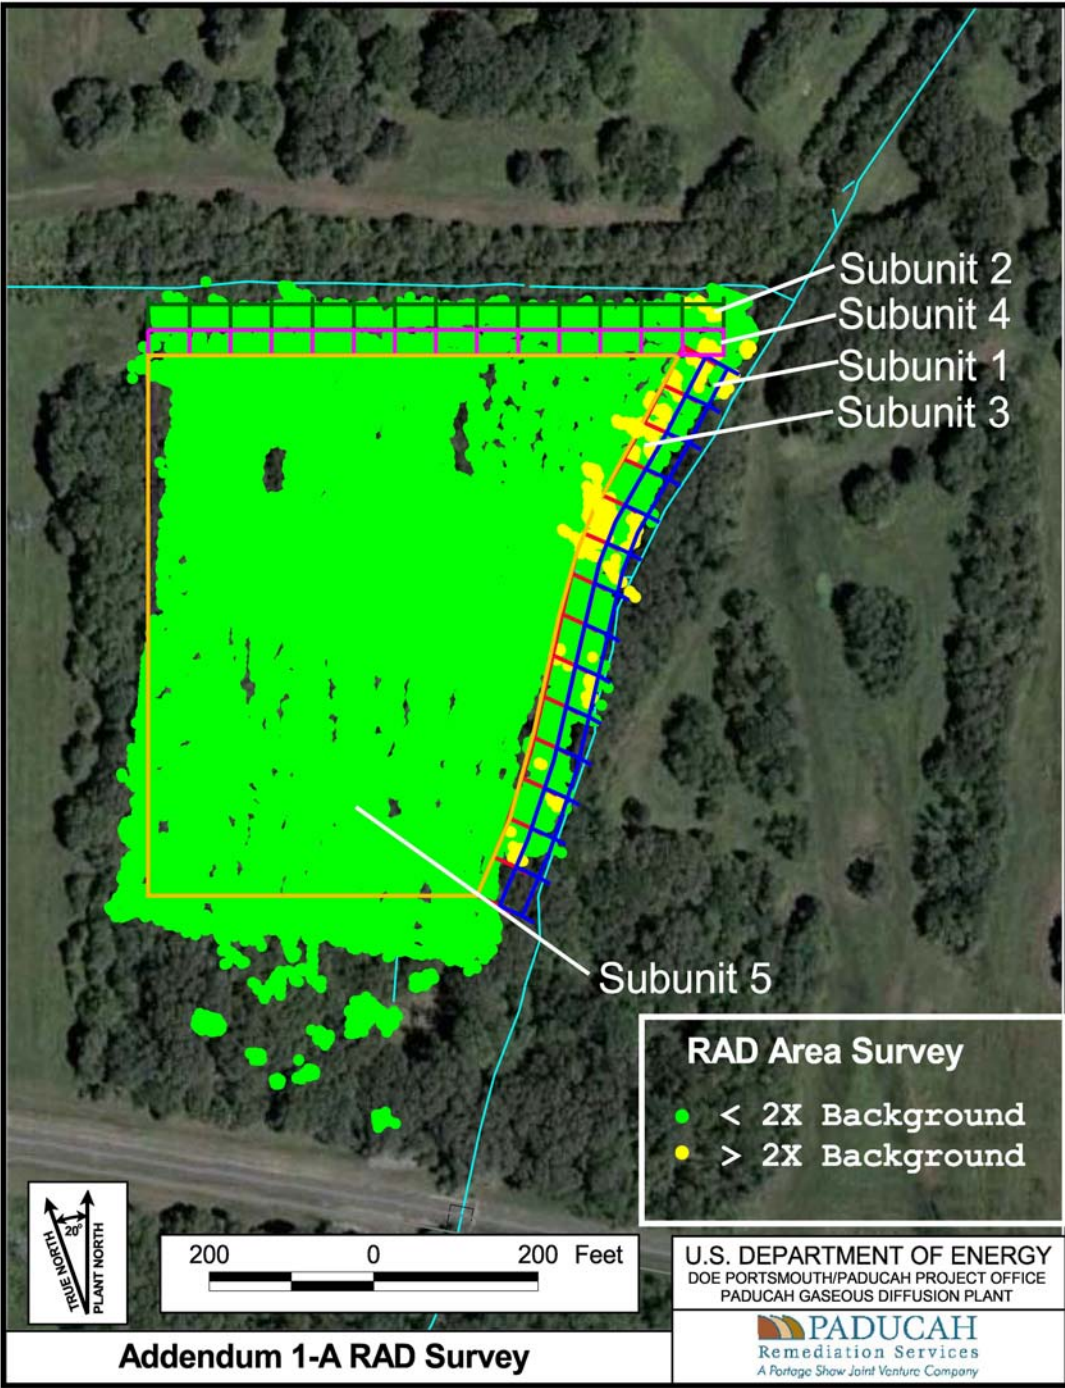 Subunit 2
Subunit 4
Subunit 1
Subunit 3
Subunit 5
RAD Area Survey
< 2X Background
> 2X Background
TRUE NORTH
20°
PLANT NORTH
200 0 200 Feet
U.S. DEPARTMENT OF ENERGY
DOE PORTSMOUTH/PADUCAH PROJECT OFFICE
PADUCAH GASEOUS DIFFUSION PLANT
PADUCAH
Remediation Services
A Portage Shaw Joint Venture Company
Addendum 1-A RAD Survey